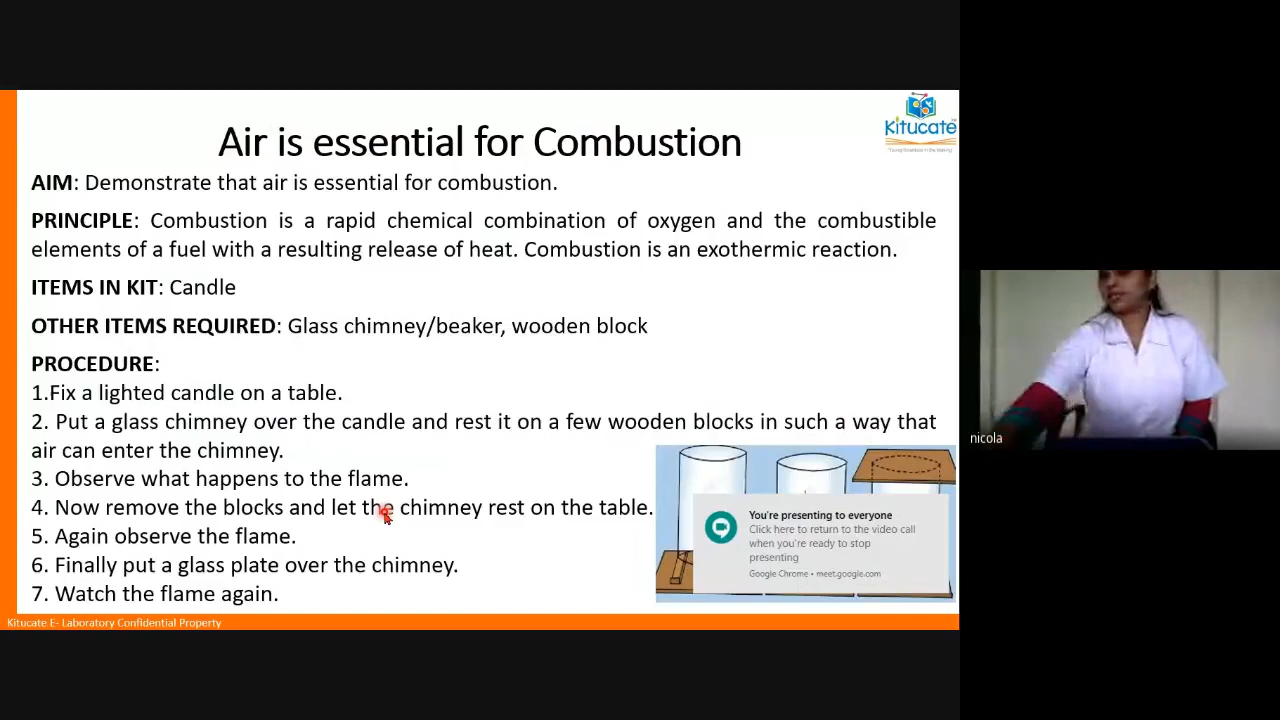 Kitucate
Air is essential for Combustion
AIM: Demonstrate that air is essential for combustion.
PRINCIPLE: Combustion is a rapid chemical combination of oxygen and the combustible
elements of a fuel with a resulting release of heat. Combustion is an exothermic reaction.
ITEMS IN KIT: Candle
OTHER ITEMS REQUIRED: Glass chimney/beaker, wooden block
PROCEDURE:
1.Fix a lighted candle on a table.
2. Put a glass chimney over the candle and rest it on a few wooden blocks in such a way that
air can enter the chimney.
3. Observe what happens to the flame.
4. Now remove the blocks and let the chimney rest on the table.
5. Again observe the flame.
6. Finally put a glass plate over the chimney.
7. Watch the flame again.
You're presenting to everyone
Click here to return to the video call
when you're ready to stop
presenting
Google Chrome • meet.google.com
Kitucate E- Laboratory Confidential Property
nicola